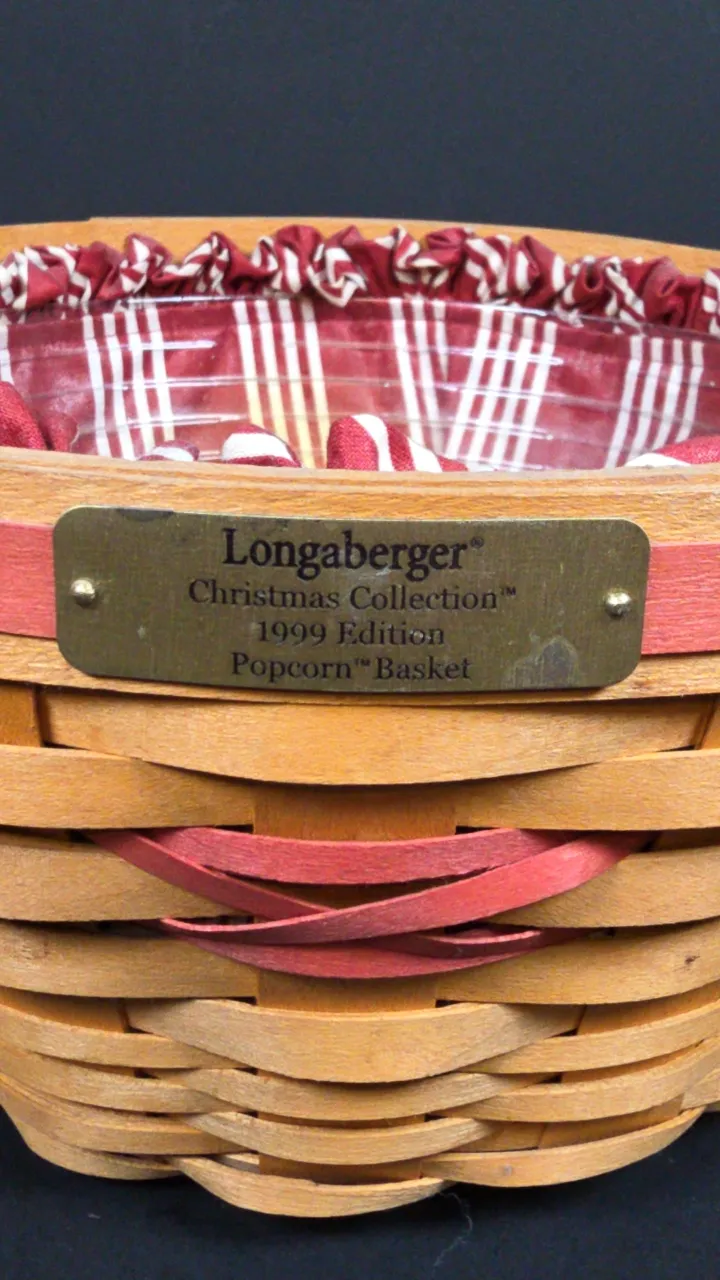 Longaberger®
Christmas Collection™
1999 Edition
Popcorn™ Basket